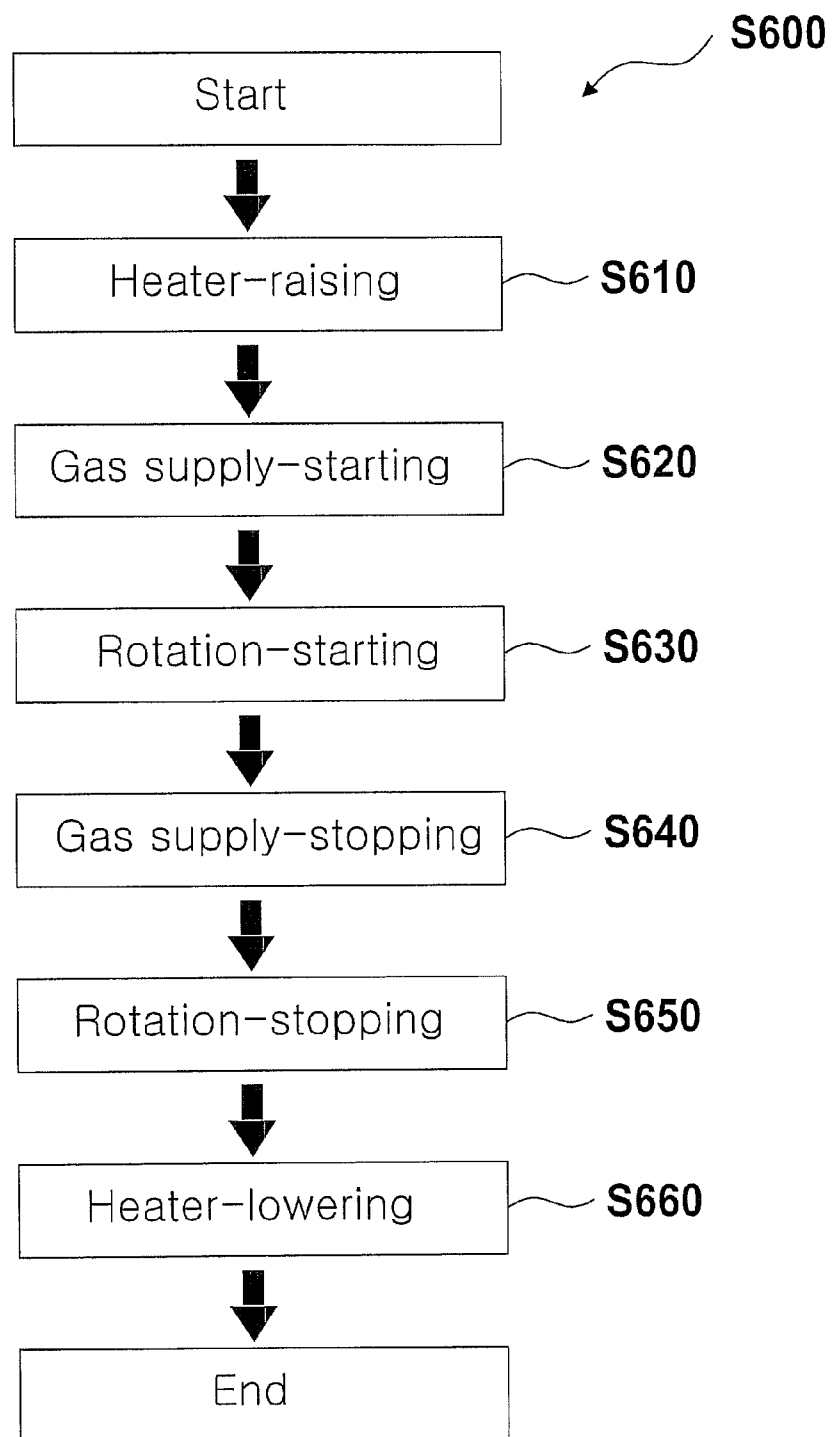 S600
Start
Heater-raising
S610
Gas supply-starting
S620
Rotation-starting
S630
Gas supply-stopping
S640
Rotation-stopping
S650
Heater-lowering
S660
End